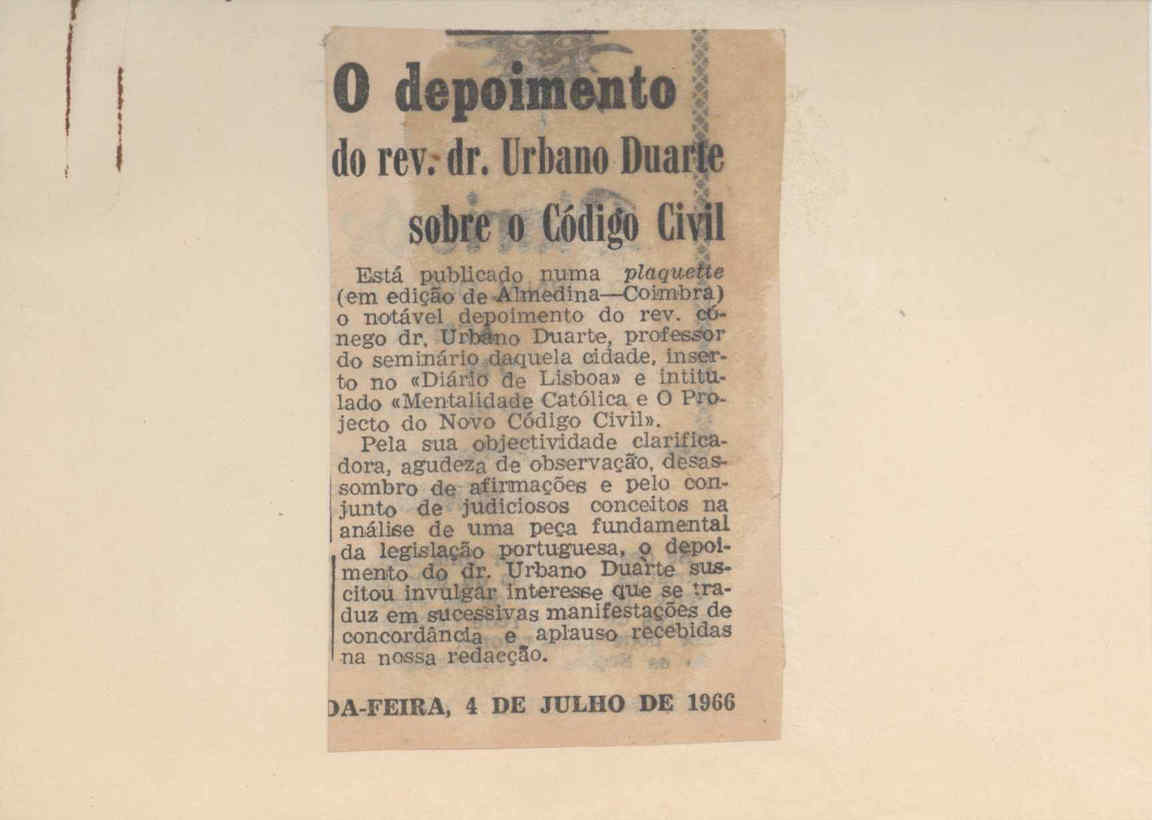 O depoimento
do rev. dr. Urbano Duarte
sobre o Código Civil
Está publicado numa plaquette
(em edição de Almedina—Coimbra)
o notável depoimento do rev. có-
nego dr. Urbano Duarte, professor
do seminário daquela cidade, inser-
to no «Diário de Lisboa» e intitu-
lado «Mentalidade Católica e O Pro-
jecto do Novo Código Civil».
Pela sua objectividade clarifica-
dora, agudeza de observação, desas-
sombro de afirmações e pelo con-
junto de judiciosos conceitos na
análise de uma peça fundamental
da legislação portuguesa, o depoi-
mento do dr. Urbano Duarte sus-
citou invulgar interesse que se tra-
duz em sucessivas manifestações de
concordância e aplauso recebidas
na nossa redacção.
DA-FEIRA, 4 DE JULHO DE 1966